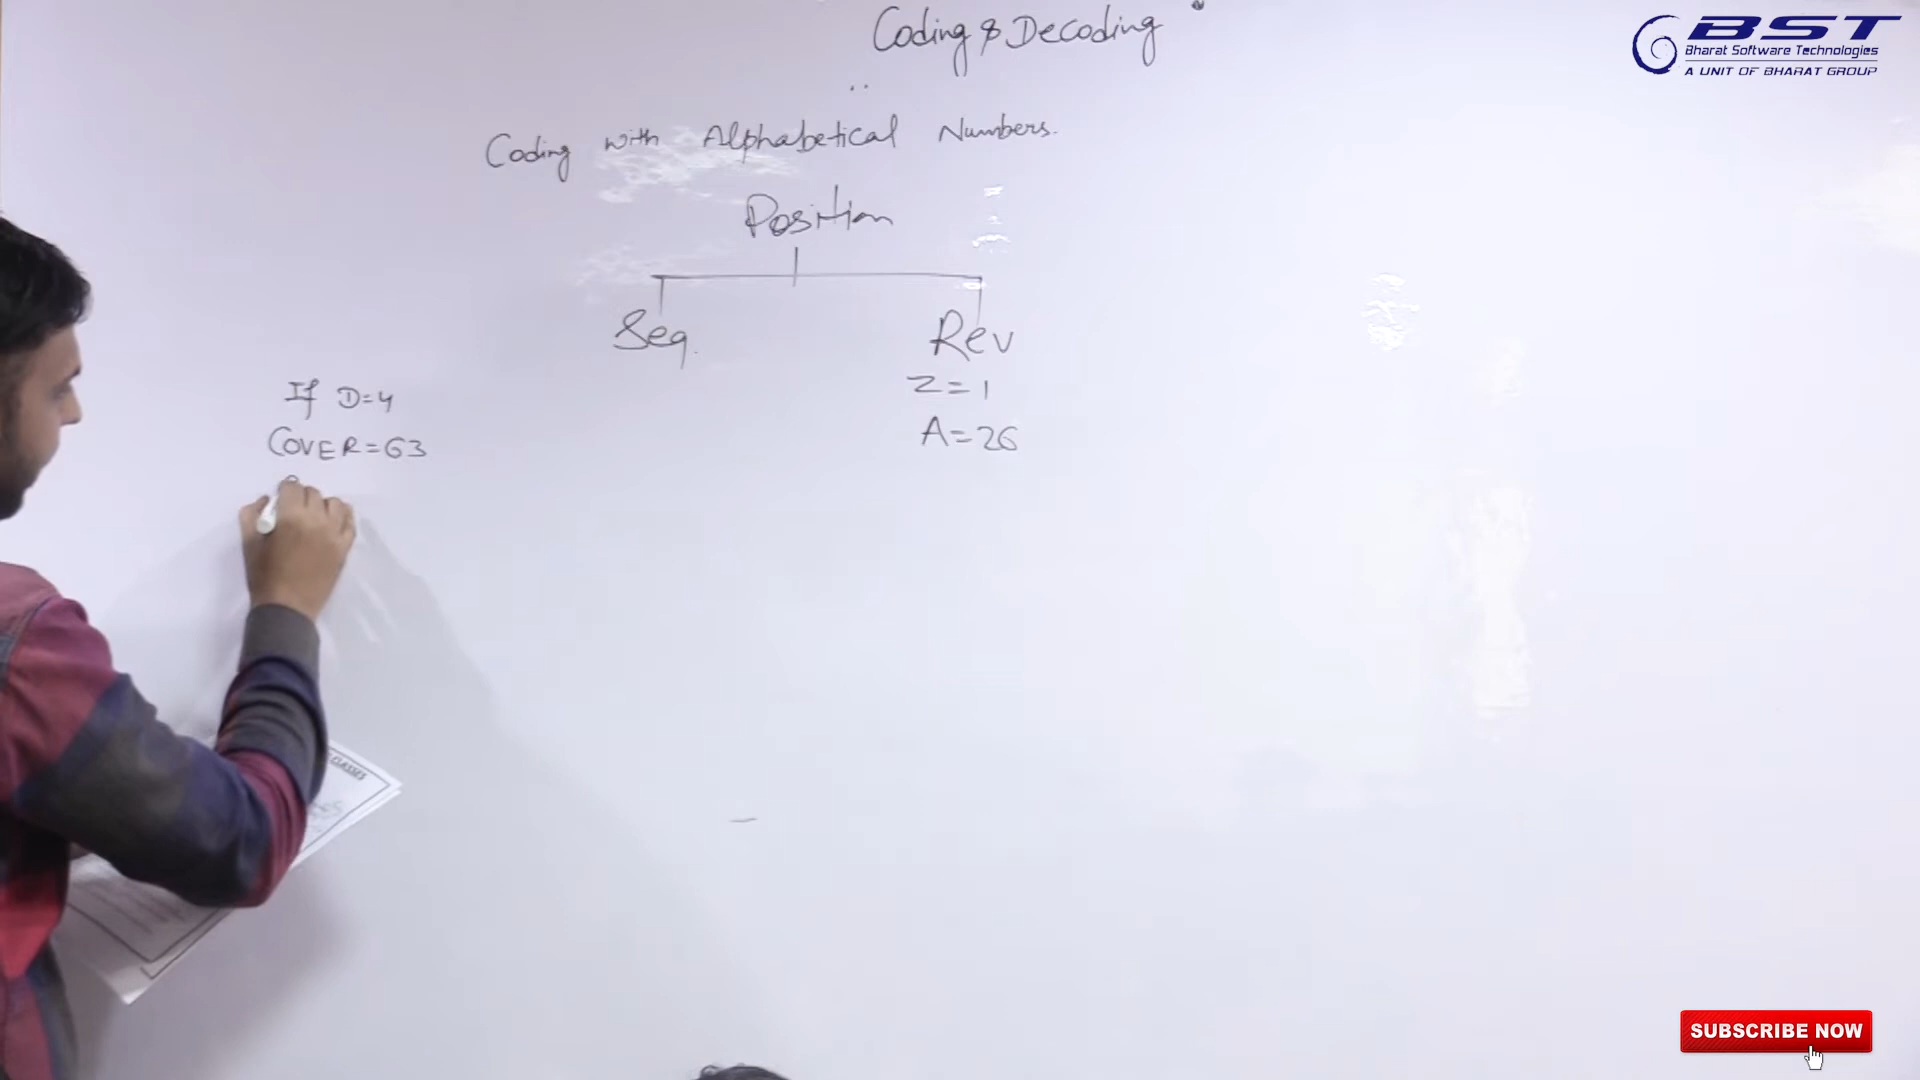 Coding & Decoding
BST
Bharat Software Technologies
A UNIT OF BHARAT GROUP
Coding with Alphabetical Numbers.
Position
Seq.
Rev
Z=1
A=26
If D=4
COVER=63
CLASSES
SUBSCRIBE NOW